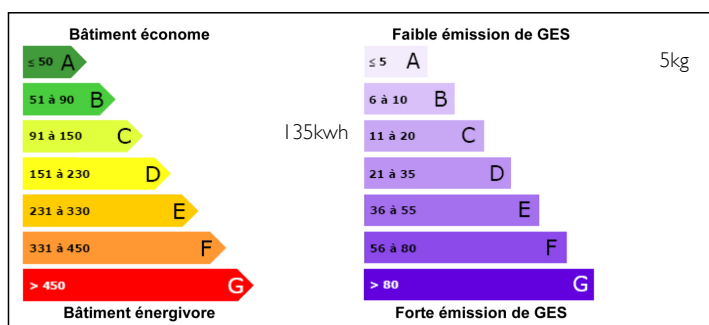 Bâtiment économe
≤ 50 A
51 à 90 B
91 à 150 C
135kwh
151 à 230 D
231 à 330 E
331 à 450 F
> 450 G
Bâtiment énergivore
Faible émission de GES
≤ 5 A
5kg
6 à 10 B
11 à 20 C
21 à 35 D
36 à 55 E
56 à 80 F
> 80 G
Forte émission de GES